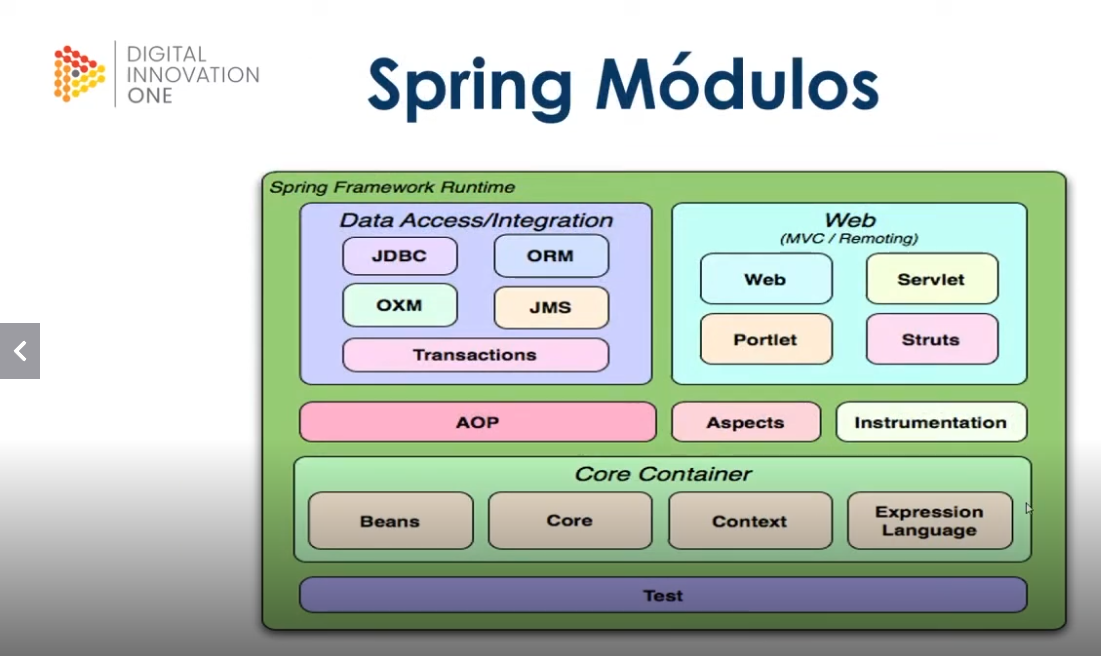 DIGITAL
INNOVATION
ONE
Spring Módulos
Spring Framework Runtime
Data Access/Integration
JDBC
ORM
OXM
JMS
Transactions
Web
(MVC / Remoting)
Web
Servlet
Portlet
Struts
AOP
Aspects
Instrumentation
Core Container
Beans
Core
Context
Expression
Language
Test